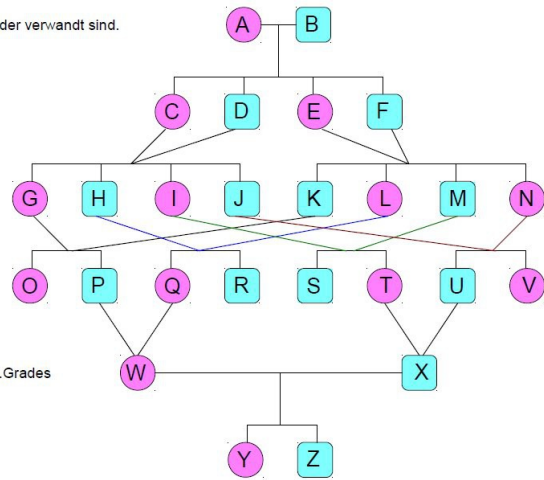 der verwandt sind.
A B
C D E F
G H I J K L M N
O P Q R S T U V
.Grades
W X
Y Z